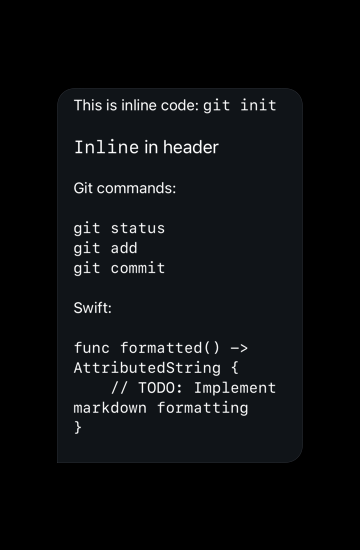 This is inline code: git init
Inline in header
Git commands:
git status
git add
git commit
Swift:
func formatted() ->
AttributedString {
    // TODO: Implement
markdown formatting
}